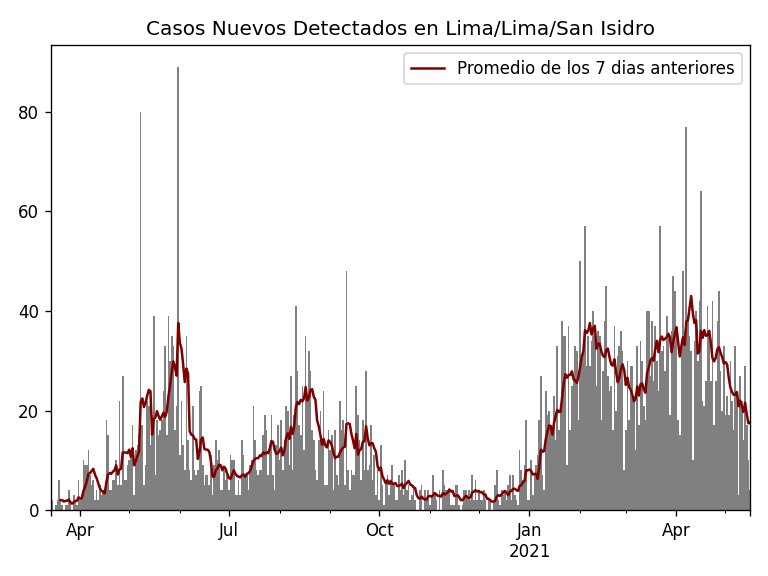 Casos Nuevos Detectados en Lima/Lima/San Isidro
Promedio de los 7 dias anteriores
80
60
40
20
0
Apr Jul Oct Jan Apr
2021